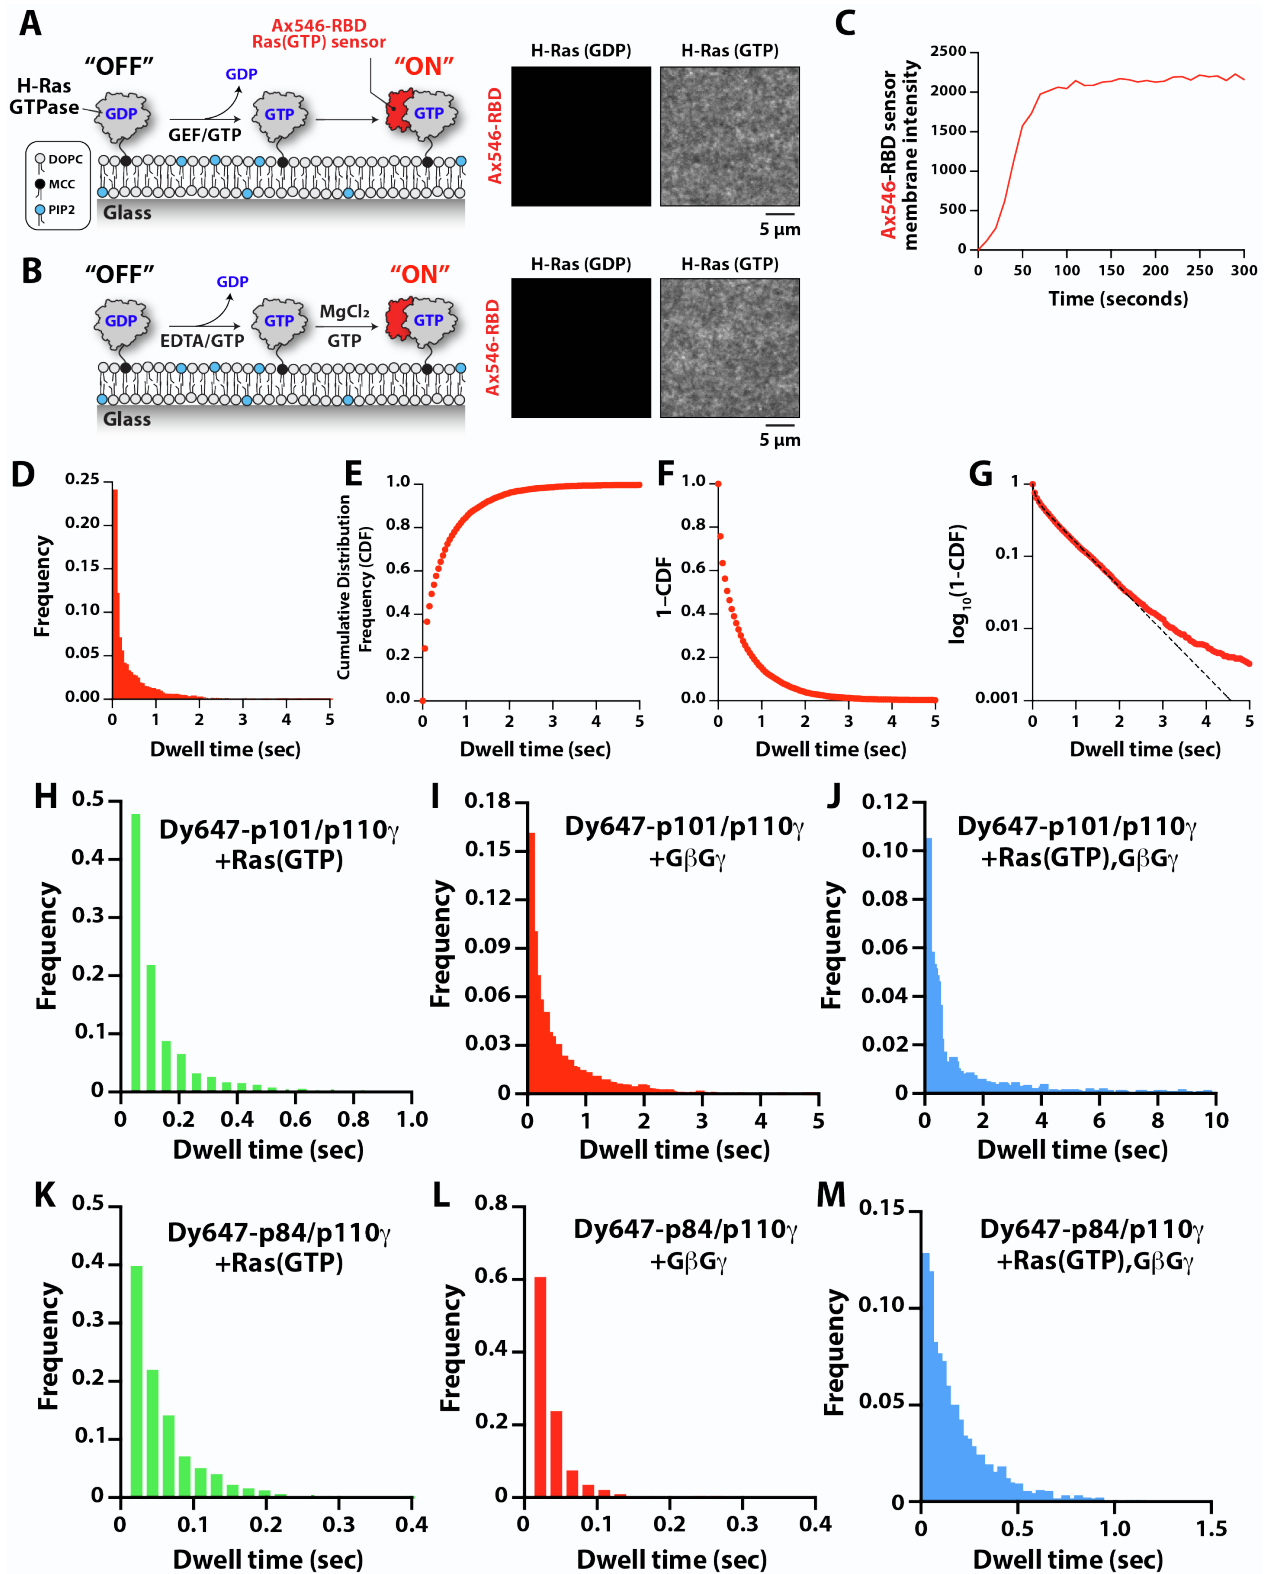 A
Ax546-RBD
Ras(GTP) sensor
"OFF"
"ON"
GDP
H-Ras
GTPase
GDP
GTP
GTP
GEF/GTP
DOPC
MCC
PIP2
Glass
H-Ras (GDP)
H-Ras (GTP)
Ax546-RBD
5 µm
B
"OFF"
"ON"
GDP
GDP
GTP
GTP
MgCl₂
EDTA/GTP
GTP
Glass
H-Ras (GDP)
H-Ras (GTP)
Ax546-RBD
5 µm
C
Ax546-RBD sensor
membrane intensity
2500
2000
1500
1000
500
0
0 50 100 150 200 250 300
Time (seconds)
D
Frequency
0.25
0.20
0.15
0.10
0.05
0.00
0 1 2 3 4 5
Dwell time (sec)
E
Cumulative Distribution
Frequency (CDF)
1.0
0.8
0.6
0.4
0.2
0.0
0 1 2 3 4 5
Dwell time (sec)
F
1–CDF
1.0
0.8
0.6
0.4
0.2
0.0
0 1 2 3 4 5
Dwell time (sec)
G
log₁₀(1-CDF)
1
0.1
0.01
0.001
0 1 2 3 4 5
Dwell time (sec)
H
Dy647-p101/p110γ
+Ras(GTP)
Frequency
0.5
0.4
0.3
0.2
0.1
0
0 0.2 0.4 0.6 0.8 1.0
Dwell time (sec)
I
Dy647-p101/p110γ
+GβGγ
Frequency
0.18
0.15
0.12
0.09
0.06
0.03
0
0 1 2 3 4 5
Dwell time (sec)
J
Dy647-p101/p110γ
+Ras(GTP),GβGγ
Frequency
0.12
0.10
0.08
0.06
0.04
0.02
0
0 2 4 6 8 10
Dwell time (sec)
K
Dy647-p84/p110γ
+Ras(GTP)
Frequency
0.5
0.4
0.3
0.2
0.1
0
0 0.1 0.2 0.3 0.4
Dwell time (sec)
L
Dy647-p84/p110γ
+GβGγ
Frequency
0.8
0.6
0.4
0.2
0
0 0.1 0.2 0.3 0.4
Dwell time (sec)
M
Dy647-p84/p110γ
+Ras(GTP),GβGγ
Frequency
0.15
0.10
0.05
0
0 0.5 1.0 1.5
Dwell time (sec)